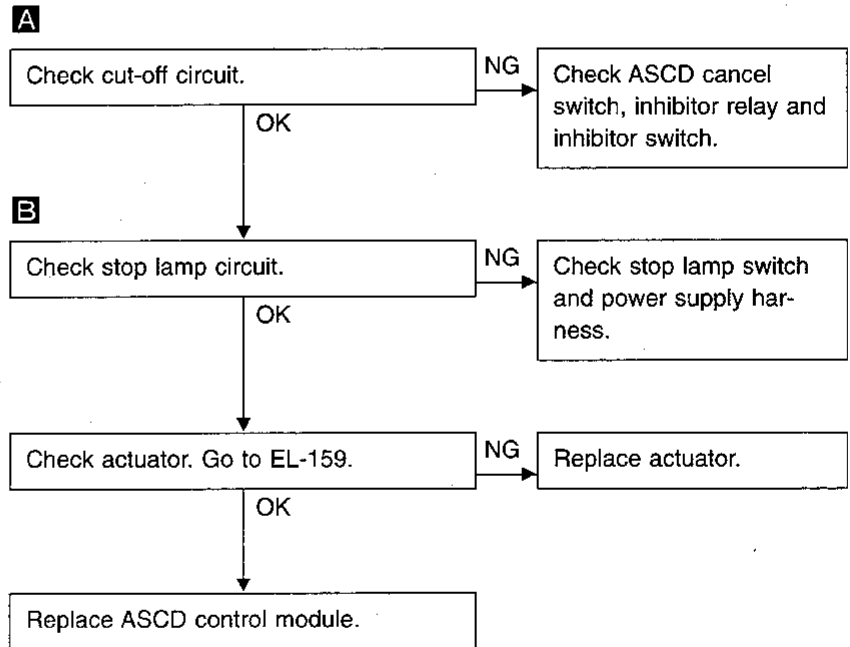 A
Check cut-off circuit.
NG
Check ASCD cancel
switch, inhibitor relay and
inhibitor switch.
OK
B
Check stop lamp circuit.
NG
Check stop lamp switch
and power supply har-
ness.
OK
Check actuator. Go to EL-159.
NG
Replace actuator.
OK
Replace ASCD control module.